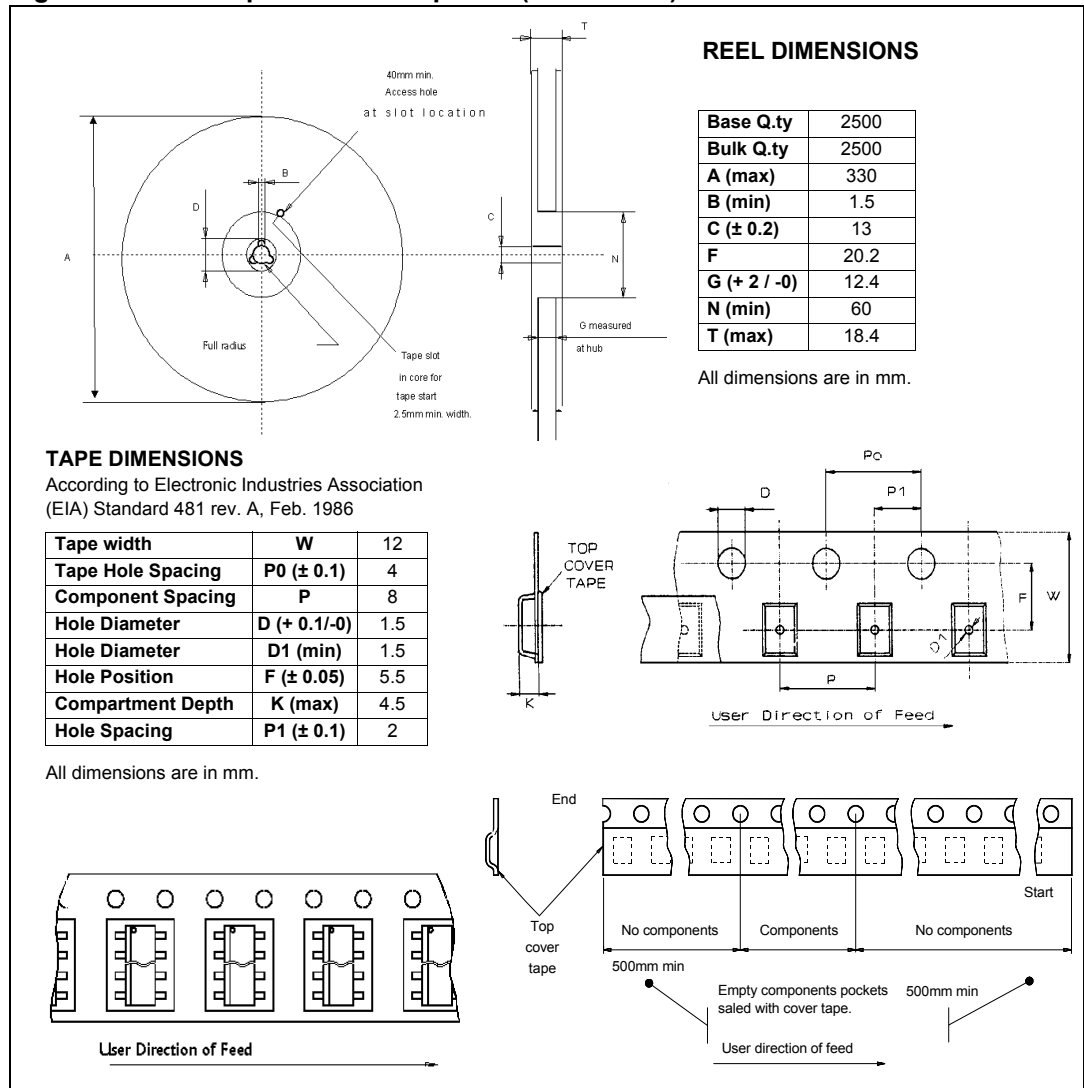 REEL DIMENSIONS
T
40mm min.
Access hole
at slot location
B
D
C
A
N
G measured
at hub
Full radius
Tape slot
in core for
tape start
2.5mm min. width.
Base Q.ty 2500
Bulk Q.ty 2500
A (max) 330
B (min) 1.5
C (± 0.2) 13
F 20.2
G (+ 2 / -0) 12.4
N (min) 60
T (max) 18.4
All dimensions are in mm.
TAPE DIMENSIONS
According to Electronic Industries Association
(EIA) Standard 481 rev. A, Feb. 1986
Tape width W 12
Tape Hole Spacing P0 (± 0.1) 4
Component Spacing P 8
Hole Diameter D (+ 0.1/-0) 1.5
Hole Diameter D1 (min) 1.5
Hole Position F (± 0.05) 5.5
Compartment Depth K (max) 4.5
Hole Spacing P1 (± 0.1) 2
All dimensions are in mm.
Po
D
P1
TOP
COVER
TAPE
F
W
D1
K
P
User Direction of Feed
End
Start
Top
cover
tape
No components
Components
No components
500mm min
Empty components pockets
saled with cover tape.
500mm min
User direction of feed
User Direction of Feed